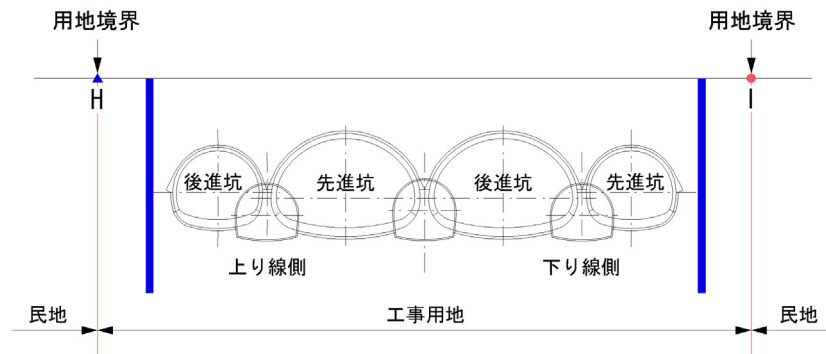 用地境界
用地境界
H
I
後進坑
先進坑
後進坑
先進坑
上り線側
下り線側
民地
工事用地
民地